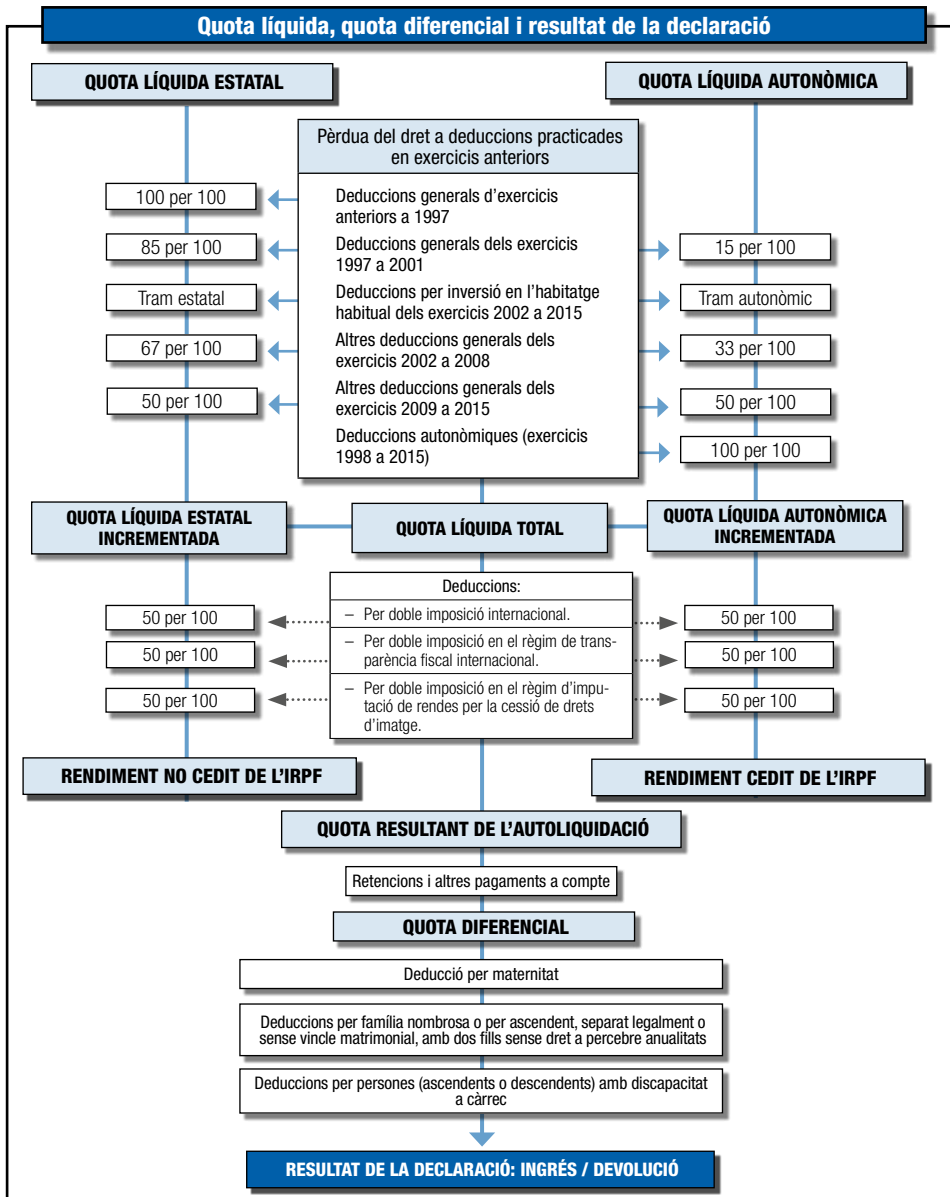 Quota líquida, quota diferencial i resultat de la declaració
QUOTA LÍQUIDA ESTATAL
QUOTA LÍQUIDA AUTONÒMICA
Pèrdua del dret a deduccions practicades
en exercicis anteriors
100 per 100
Deduccions generals d'exercicis
anteriors a 1997
85 per 100
Deduccions generals dels exercicis
1997 a 2001
15 per 100
Tram estatal
Deduccions per inversió en l'habitatge
habitual dels exercicis 2002 a 2015
Tram autonòmic
67 per 100
Altres deduccions generals dels
exercicis 2002 a 2008
33 per 100
50 per 100
Altres deduccions generals dels
exercicis 2009 a 2015
50 per 100
Deduccions autonòmiques (exercicis
1998 a 2015)
100 per 100
QUOTA LÍQUIDA ESTATAL
INCREMENTADA
QUOTA LÍQUIDA TOTAL
QUOTA LÍQUIDA AUTONÒMICA
INCREMENTADA
Deduccions:
50 per 100
– Per doble imposició internacional.
50 per 100
50 per 100
– Per doble imposició en el règim de trans-
parència fiscal internacional.
50 per 100
50 per 100
– Per doble imposició en el règim d'impu-
tació de rendes per la cessió de drets
d'imatge.
50 per 100
RENDIMENT NO CEDIT DE L'IRPF
RENDIMENT CEDIT DE L'IRPF
QUOTA RESULTANT DE L'AUTOLIQUIDACIÓ
Retencions i altres pagaments a compte
QUOTA DIFERENCIAL
Deducció per maternitat
Deduccions per família nombrosa o per ascendent, separat legalment o
sense vincle matrimonial, amb dos fills sense dret a percebre anualitats
Deduccions per persones (ascendents o descendents) amb discapacitat
a càrrec
RESULTAT DE LA DECLARACIÓ: INGRÉS / DEVOLUCIÓ